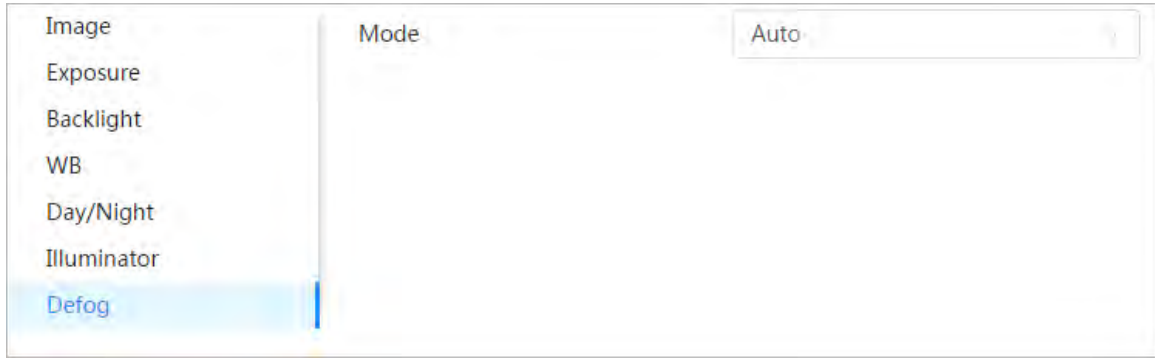 Image
Exposure
Backlight
WB
Day/Night
Illuminator
Defog
Mode
Auto